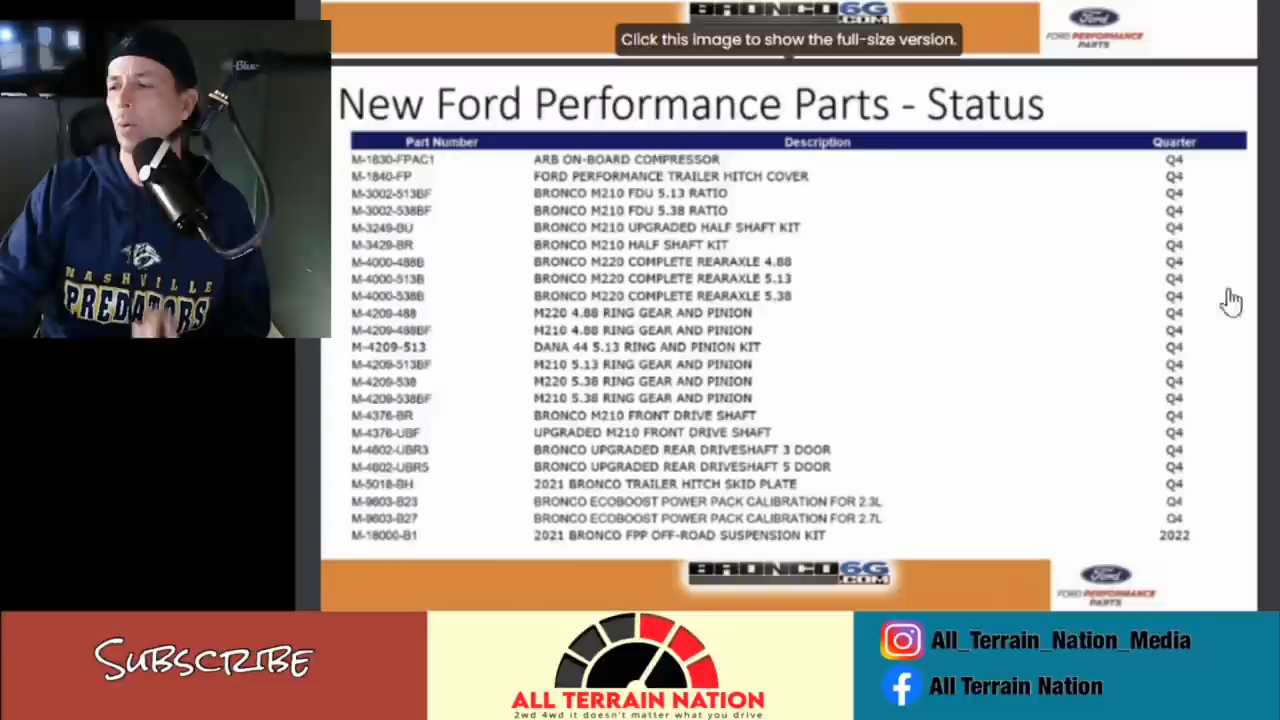 BRONCO6G
.COM
Click this image to show the full-size version.
Ford
FORD PERFORMANCE
PARTS
Blue
New Ford Performance Parts - Status
Part Number Description Quarter
M-1830-FPAC1 ARB ON-BOARD COMPRESSOR Q4
M-1840-FP FORD PERFORMANCE TRAILER HITCH COVER Q4
M-3002-513BF BRONCO M210 FDU 5.13 RATIO Q4
M-3002-538BF BRONCO M210 FDU 5.38 RATIO Q4
M-3249-BU BRONCO M210 UPGRADED HALF SHAFT KIT Q4
M-3429-BR BRONCO M210 HALF SHAFT KIT Q4
M-4000-488B BRONCO M220 COMPLETE REARAXLE 4.88 Q4
M-4000-513B BRONCO M220 COMPLETE REARAXLE 5.13 Q4
M-4000-538B BRONCO M220 COMPLETE REARAXLE 5.38 Q4
M-4209-488 M220 4.88 RING GEAR AND PINION Q4
M-4209-488BF M210 4.88 RING GEAR AND PINION Q4
M-4209-513 DANA 44 5.13 RING AND PINION KIT Q4
M-4209-513BF M210 5.13 RING GEAR AND PINION Q4
M-4209-538 M220 5.38 RING GEAR AND PINION Q4
M-4209-538BF M210 5.38 RING GEAR AND PINION Q4
M-4376-BR BRONCO M210 FRONT DRIVE SHAFT Q4
M-4376-UBF UPGRADED M210 FRONT DRIVE SHAFT Q4
M-4602-UBR3 BRONCO UPGRADED REAR DRIVESHAFT 3 DOOR Q4
M-4602-UBR5 BRONCO UPGRADED REAR DRIVESHAFT 5 DOOR Q4
M-5018-BH 2021 BRONCO TRAILER HITCH SKID PLATE Q4
M-9603-B23 BRONCO ECOBOOST POWER PACK CALIBRATION FOR 2.3L Q4
M-9603-B27 BRONCO ECOBOOST POWER PACK CALIBRATION FOR 2.7L Q4
M-18000-B1 2021 BRONCO FPP OFF-ROAD SUSPENSION KIT 2022
NASHVILLE
PREDATORS
BRONCO6G
.COM
Ford
FORD PERFORMANCE
PARTS
SUBSCRIBE
ALL TERRAIN NATION
2wd 4wd it doesn't matter what you drive
All_Terrain_Nation_Media
All Terrain Nation